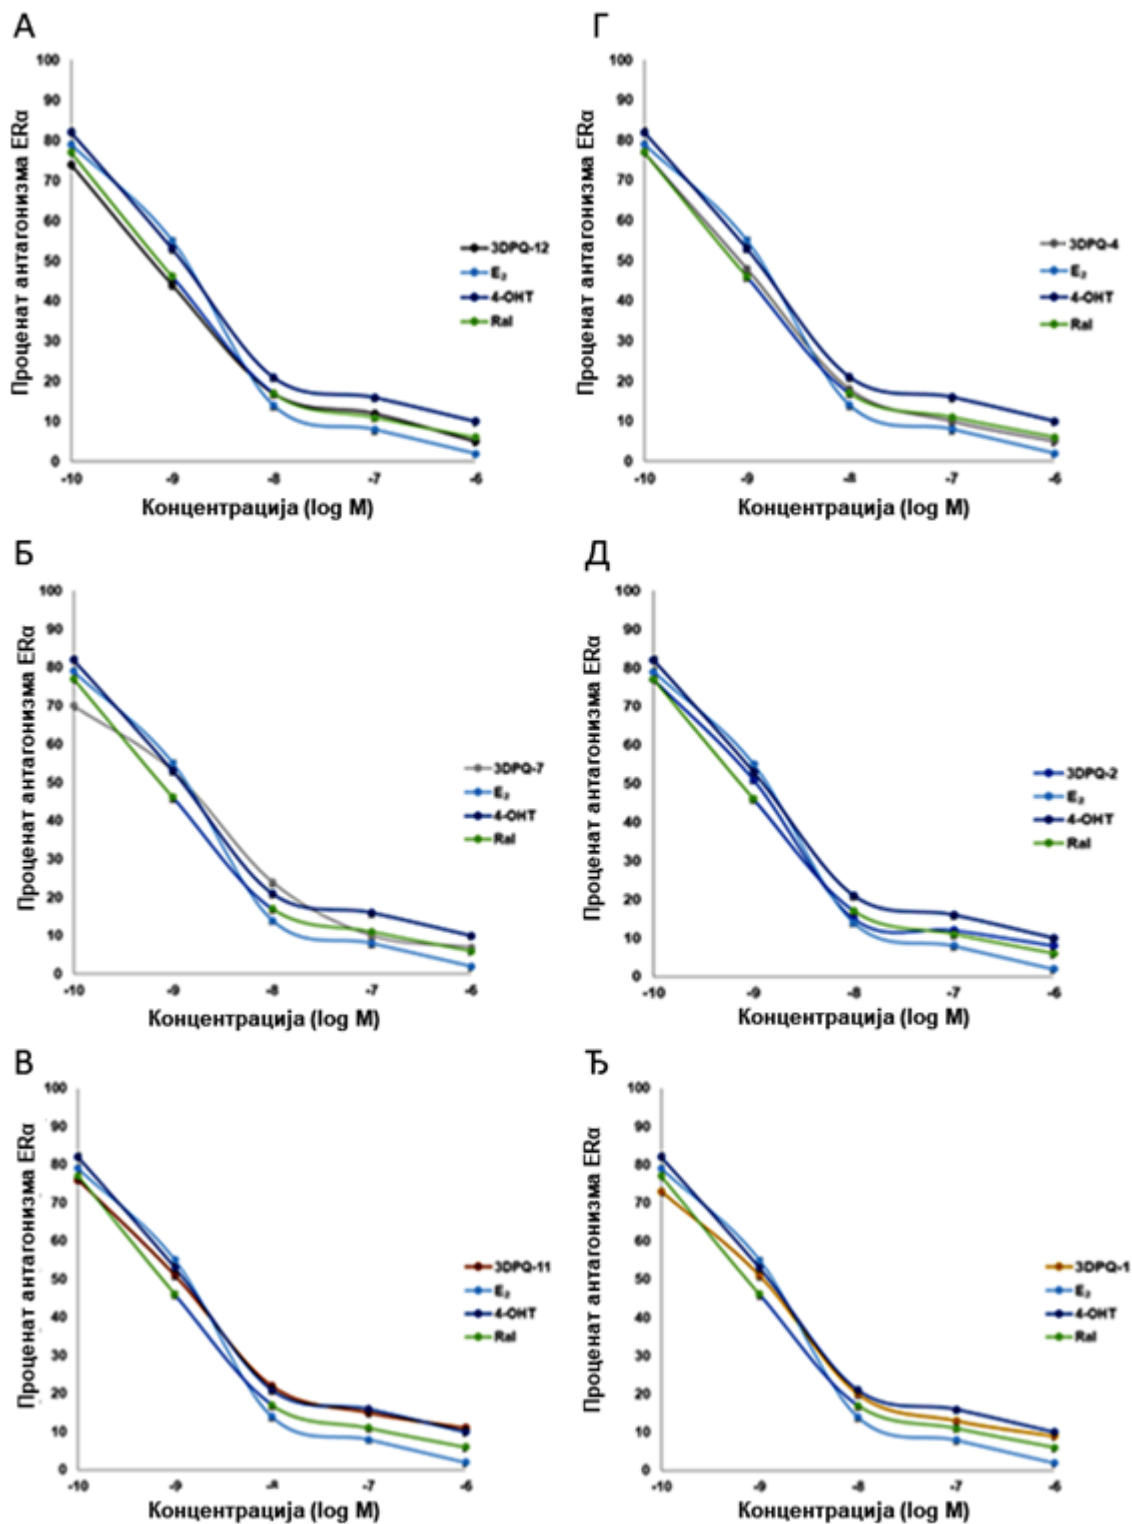 А
Проценат антагонизма ERα
100
90
80
70
60
50
40
30
20
10
0
-10 -9 -8 -7 -6
Концентрација (log M)
3DPQ-12
E₂
4-OHT
Ral
Г
Проценат антагонизма ERα
100
90
80
70
60
50
40
30
20
10
0
-10 -9 -8 -7 -6
Концентрација (log M)
3DPQ-4
E₂
4-OHT
Ral
Б
Проценат антагонизма ERα
100
90
80
70
60
50
40
30
20
10
0
-10 -9 -8 -7 -6
Концентрација (log M)
3DPQ-7
E₂
4-OHT
Ral
Д
Проценат антагонизма ERα
100
90
80
70
60
50
40
30
20
10
0
-10 -9 -8 -7 -6
Концентрација (log M)
3DPQ-2
E₂
4-OHT
Ral
В
Проценат антагонизма ERα
100
90
80
70
60
50
40
30
20
10
0
-10 -9 -8 -7 -6
Концентрација (log M)
3DPQ-11
E₂
4-OHT
Ral
Ђ
Проценат антагонизма ERα
100
90
80
70
60
50
40
30
20
10
0
-10 -9 -8 -7 -6
Концентрација (log M)
3DPQ-1
E₂
4-OHT
Ral